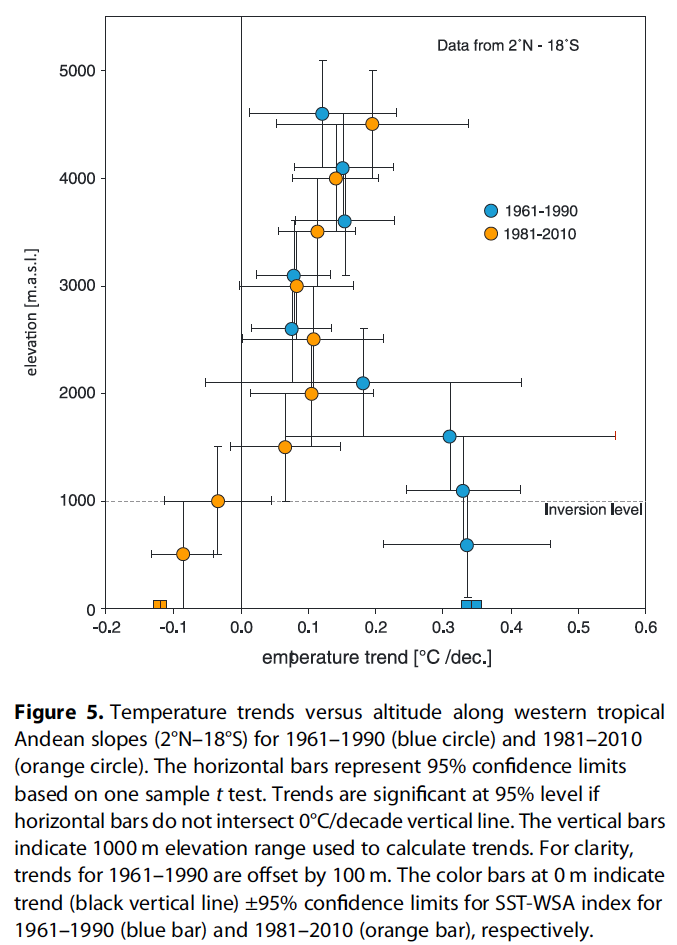 Data from 2°N - 18°S
5000
4000
3000
2000
1000
0
elevation [m.a.s.l.]
1961-1990
1981-2010
Inversion level
-0.2 -0.1 0.0 0.1 0.2 0.3 0.4 0.5 0.6
emperature trend [°C /dec.]
Figure 5. Temperature trends versus altitude along western tropical
Andean slopes (2°N–18°S) for 1961–1990 (blue circle) and 1981–2010
(orange circle). The horizontal bars represent 95% confidence limits
based on one sample t test. Trends are significant at 95% level if
horizontal bars do not intersect 0°C/decade vertical line. The vertical bars
indicate 1000 m elevation range used to calculate trends. For clarity,
trends for 1961–1990 are offset by 100 m. The color bars at 0 m indicate
trend (black vertical line) ±95% confidence limits for SST-WSA index for
1961–1990 (blue bar) and 1981–2010 (orange bar), respectively.